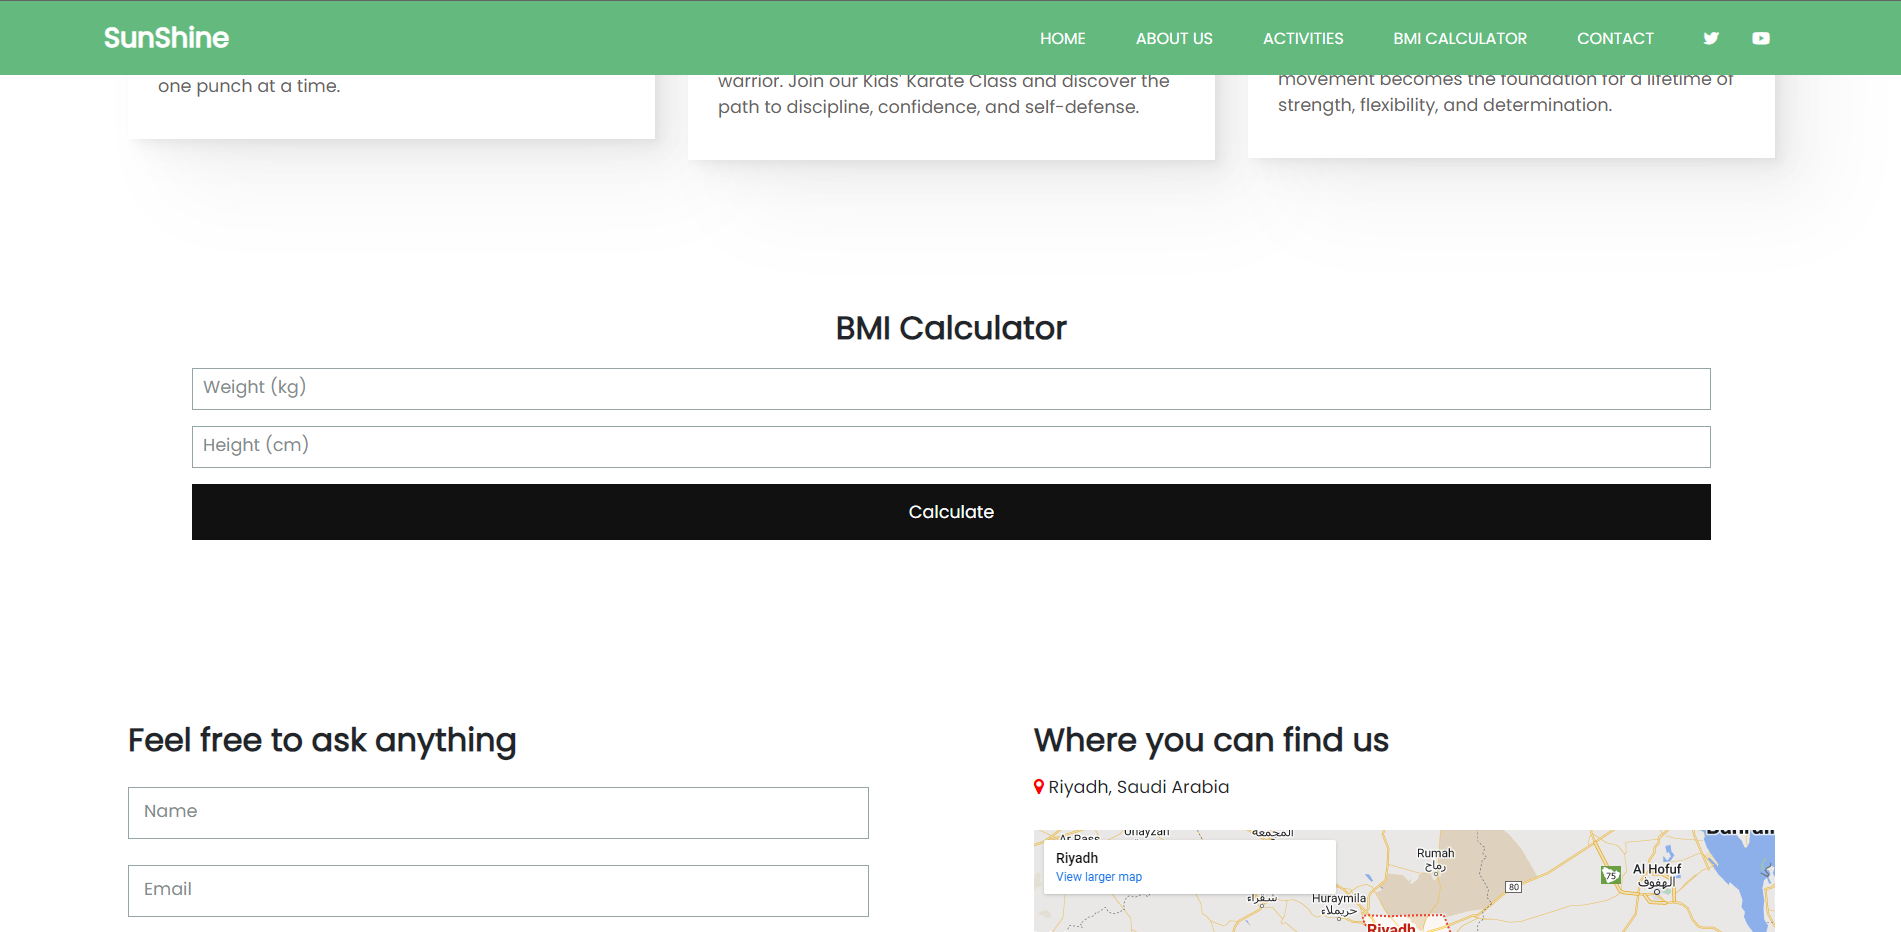 SunShine
HOME ABOUT US ACTIVITIES BMI CALCULATOR CONTACT
one punch at a time.
warrior. Join our Kids' Karate Class and discover the
path to discipline, confidence, and self-defense.
movement becomes the foundation for a lifetime of
strength, flexibility, and determination.
BMI Calculator
Weight (kg)
Height (cm)
Calculate
Feel free to ask anything
Name
Email
Where you can find us
Riyadh, Saudi Arabia
Riyadh
View larger map
Ar Rass
Unayzah
المجمعة
Rumah
رماح
Bahrain
75
Al Hofuf
الهفوف
80
شقراء
Huraymila
حريملاء
Riyadh